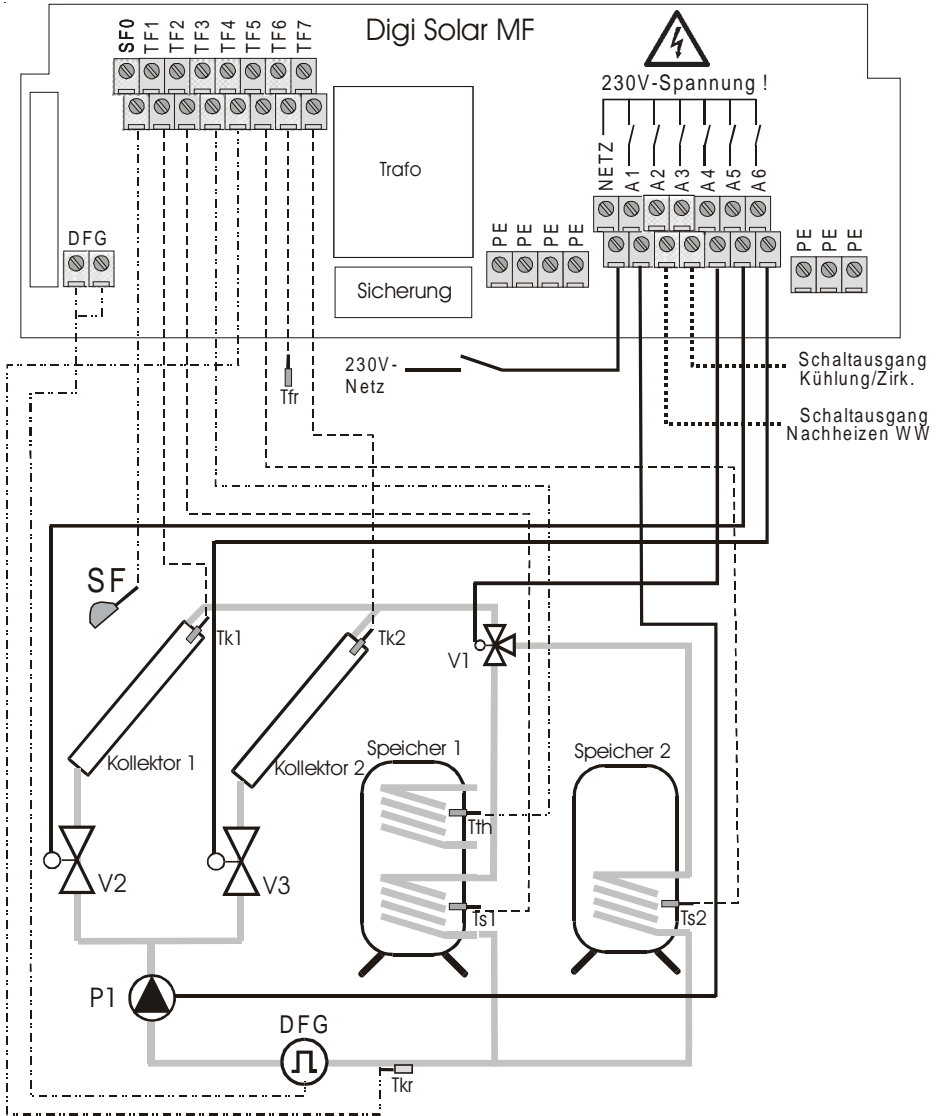 Digi Solar MF
SF0
TF1
TF2
TF3
TF4
TF5
TF6
TF7
230V-Spannung !
NETZ
A1
A2
A3
A4
A5
A6
Trafo
DFG
PE
PE
PE
PE
PE
PE
PE
Sicherung
230V-
Netz
Tfr
Schaltausgang
Kühlung/Zirk.
Schaltausgang
Nachheizen WW
SF
Tk1
Tk2
V1
Kollektor 1
Kollektor 2
Speicher 1
Speicher 2
Tth
V2
V3
Ts1
Ts2
P1
DFG
Tkr